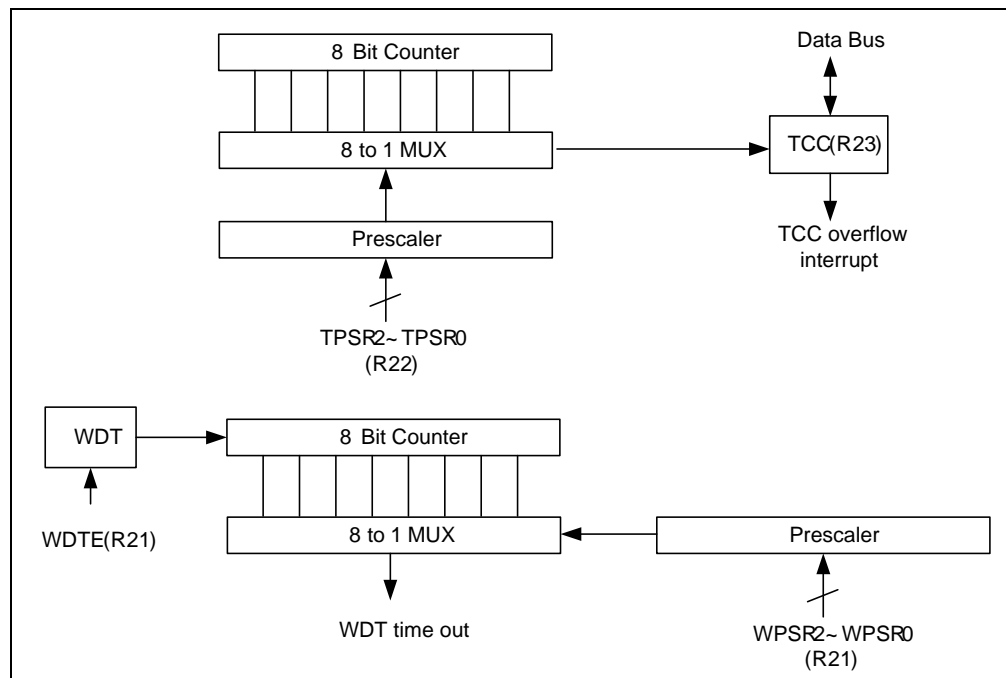 8 Bit Counter
Data Bus
8 to 1 MUX
TCC(R23)
Prescaler
TCC overflow
interrupt
TPSR2~ TPSR0
(R22)
WDT
8 Bit Counter
WDTE(R21)
8 to 1 MUX
Prescaler
WDT time out
WPSR2~ WPSR0
(R21)